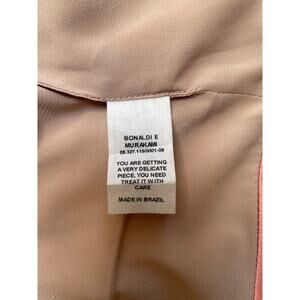 BONALDI E
MURAKAMI
05.327.115/0001-09
YOU ARE GETTING
A VERY DELICATE
PIECE, YOU NEED
TREAT IT WITH
CARE
MADE IN BRAZIL